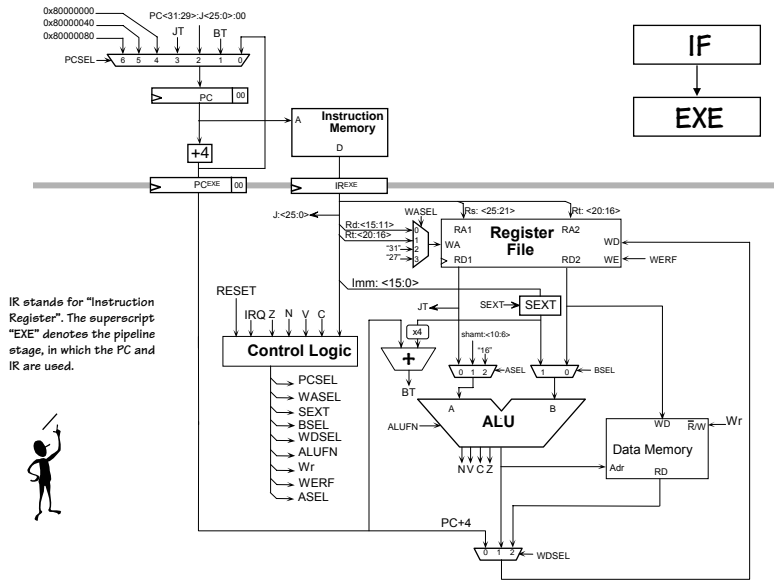 0x80000000
0x80000040
0x80000080
PC<31:29>:J<25:0>:00
JT
BT
PCSEL
6 5 4 3 2 1 0
PC
00
+4
A
Instruction
Memory
D
IF
EXE
PCEXE
00
IREXE
J:<25:0>
Rd:<15:11>
Rt:<20:16>
"31"
"27"
WASEL
0
1
2
3
Rs: <25:21>
Rt: <20:16>
RA1
RA2
Register
File
WA
WD
RD1
RD2
WE
WERF
Imm: <15:0>
IR stands for "Instruction
Register". The superscript
"EXE" denotes the pipeline
stage, in which the PC and
IR are used.
RESET
IRQ Z N V C
Control Logic
PCSEL
WASEL
SEXT
BSEL
WDSEL
ALUFN
Wr
WERF
ASEL
JT
SEXT
SEXT
x4
+
BT
shamt:<10:6>
"16"
0 1 2
ASEL
1 0
BSEL
A
B
ALU
ALUFN
N V C Z
WD
R/W
Wr
Data Memory
Adr
RD
PC+4
0 1 2
WDSEL